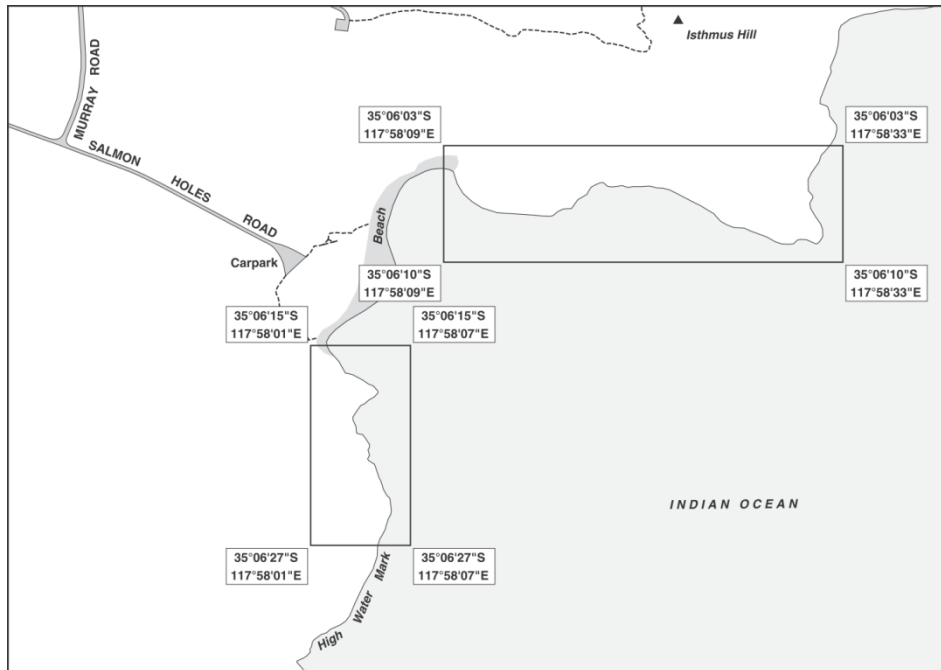 Isthmus Hill
MURRAY ROAD
SALMON HOLES ROAD
35°06'03"S
117°58'09"E
35°06'03"S
117°58'33"E
Beach
Carpark
35°06'10"S
117°58'09"E
35°06'10"S
117°58'33"E
35°06'15"S
117°58'01"E
35°06'15"S
117°58'07"E
INDIAN OCEAN
35°06'27"S
117°58'01"E
35°06'27"S
117°58'07"E
High Water Mark